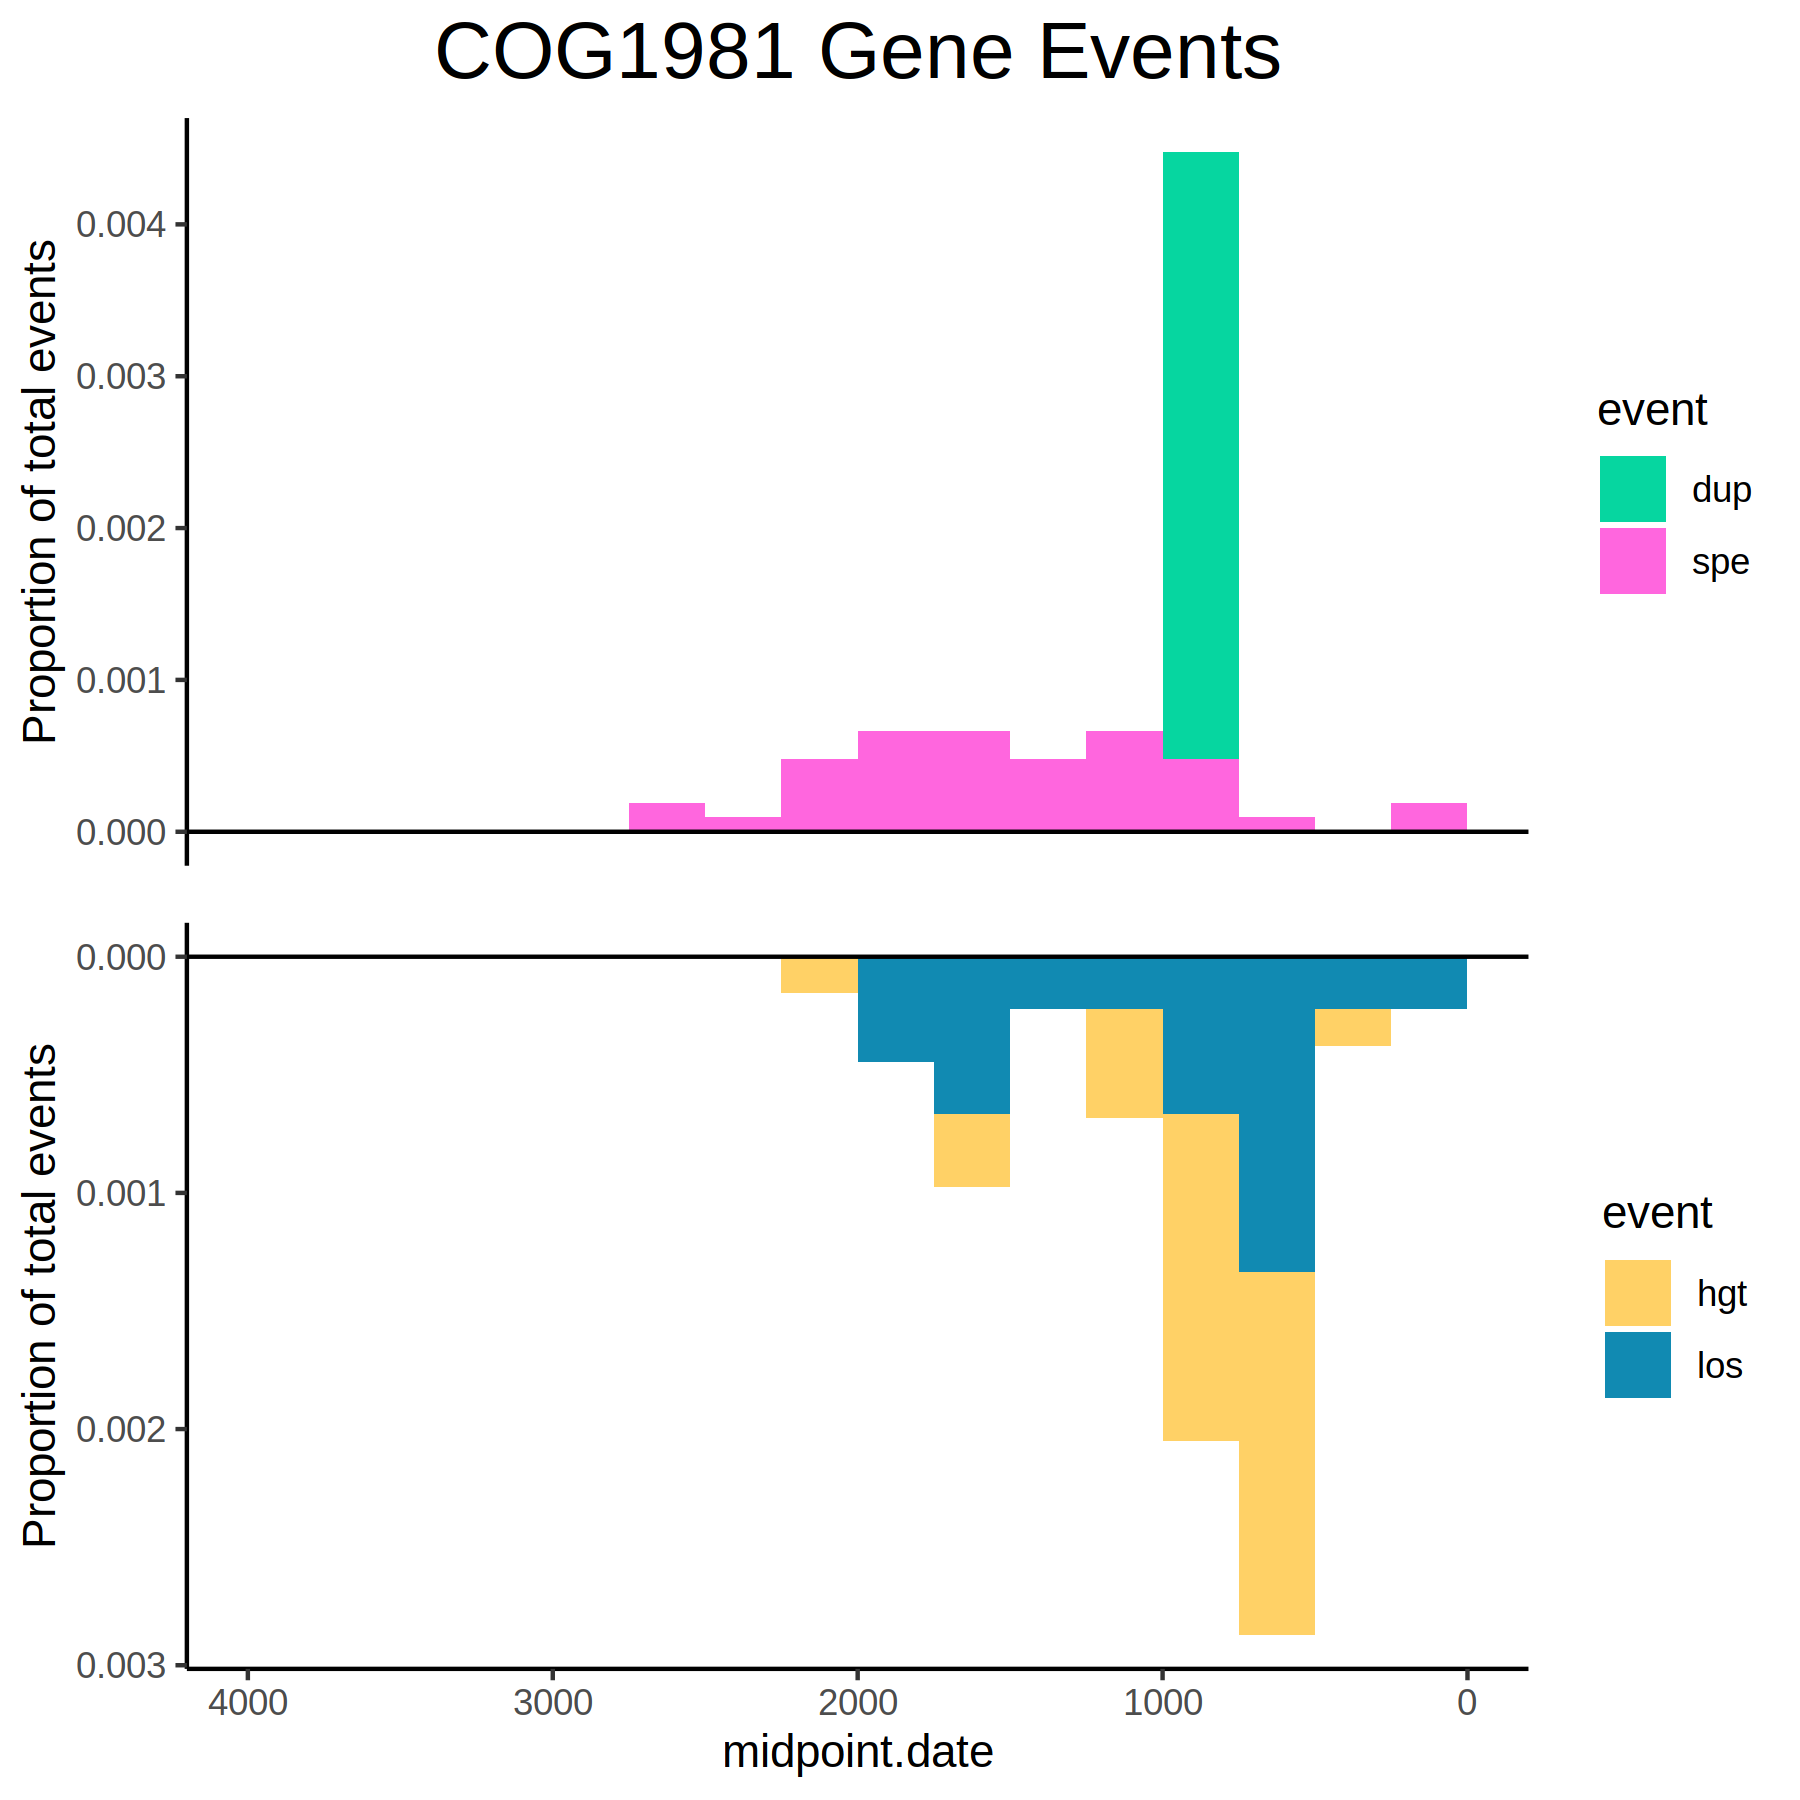 COG1981 Gene Events
Proportion of total events
0.004
0.003
0.002
0.001
0.000
event
dup
spe
Proportion of total events
0.000
0.001
0.002
0.003
event
hgt
los
4000 3000 2000 1000 0
midpoint.date